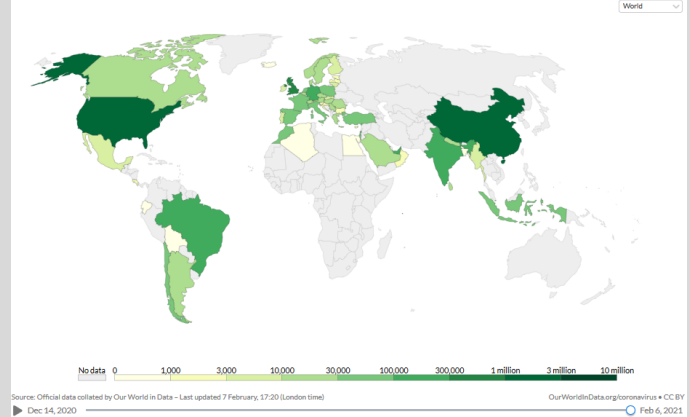 World
No data 0 1,000 3,000 10,000 30,000 100,000 300,000 1 million 3 million 10 million
Source: Official data collated by Our World in Data – Last updated 7 February, 17:20 (London time) OurWorldInData.org/coronavirus • CC BY
Dec 14, 2020 Feb 6, 2021